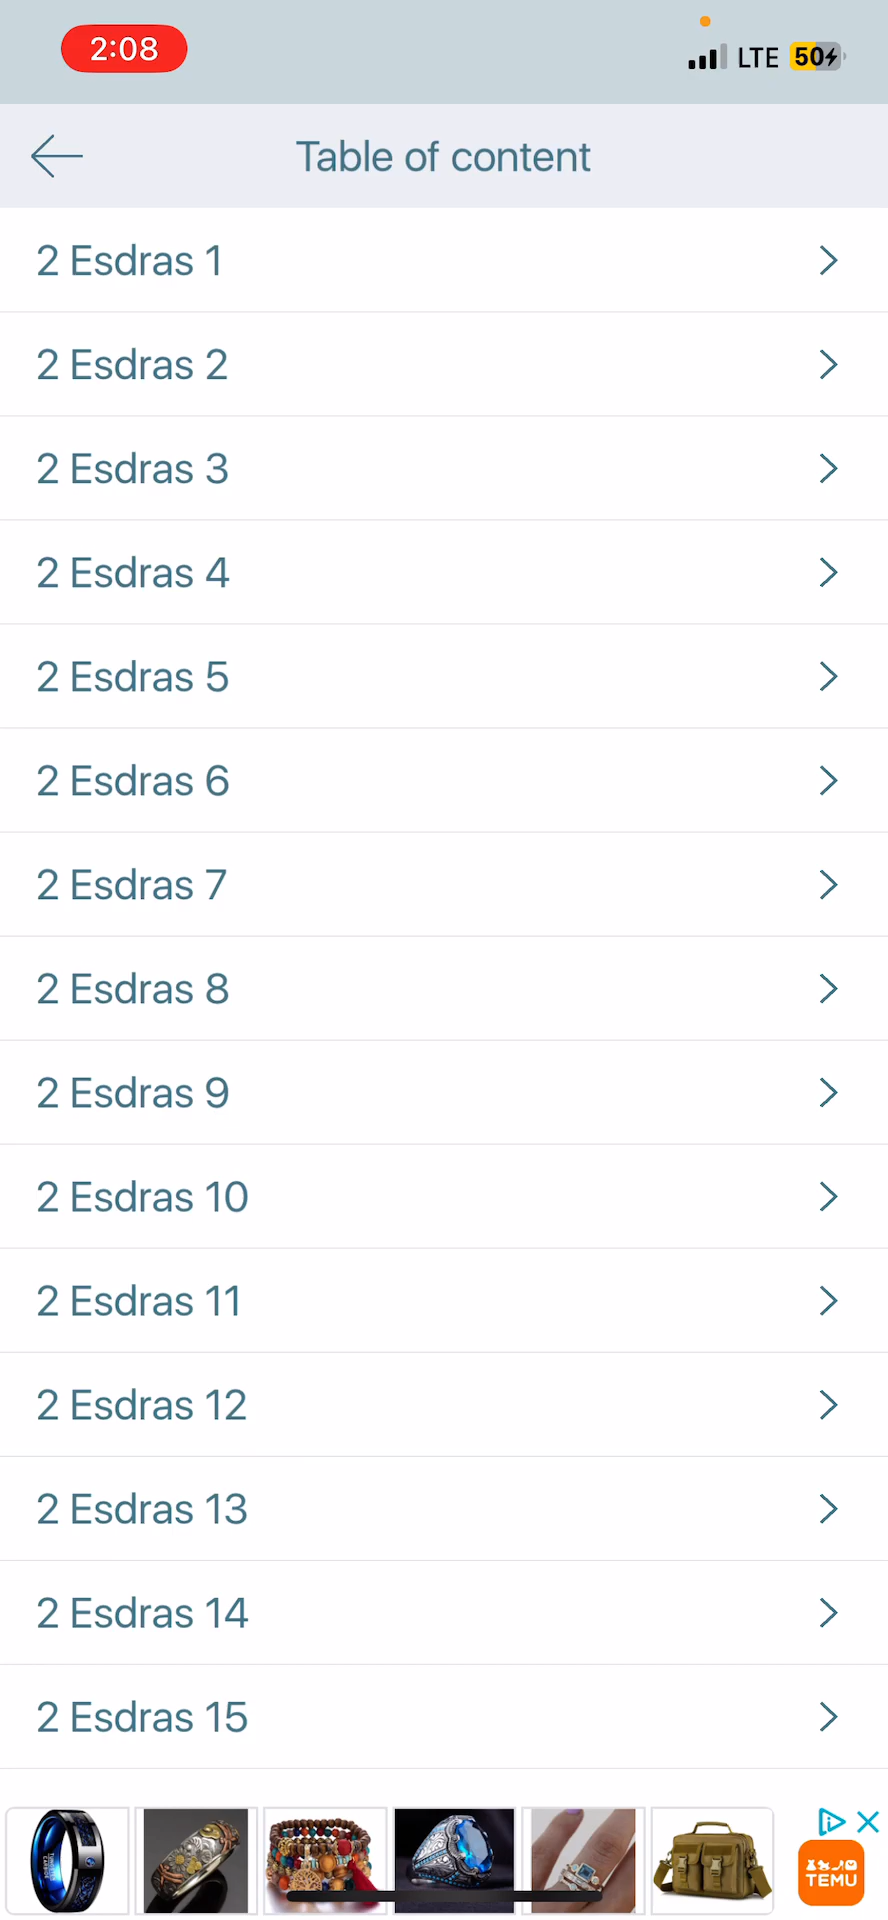 2:08
LTE 50
Table of content
2 Esdras 1
2 Esdras 2
2 Esdras 3
2 Esdras 4
2 Esdras 5
2 Esdras 6
2 Esdras 7
2 Esdras 8
2 Esdras 9
2 Esdras 10
2 Esdras 11
2 Esdras 12
2 Esdras 13
2 Esdras 14
2 Esdras 15
TEMU